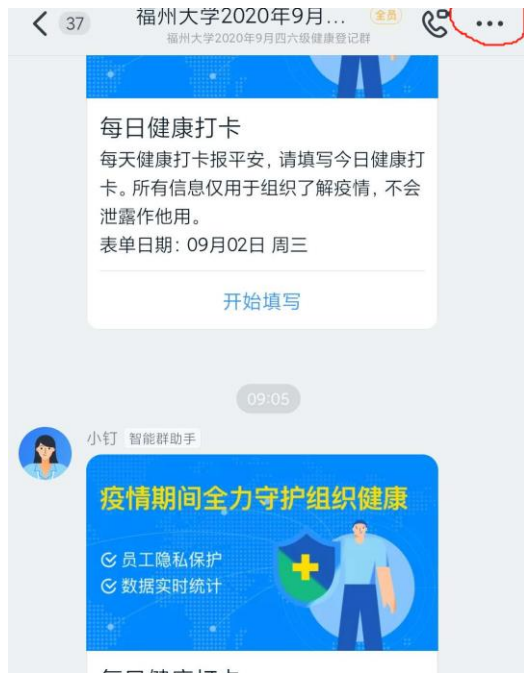 37
福州大学2020年9月...
全员
福州大学2020年9月四六级健康登记群
每日健康打卡
每天健康打卡报平安，请填写今日健康打
卡。所有信息仅用于组织了解疫情，不会
泄露作他用。
表单日期：09月02日 周三
开始填写
09:05
小钉 智能群助手
疫情期间全力守护组织健康
员工隐私保护
数据实时统计
每日健康打卡